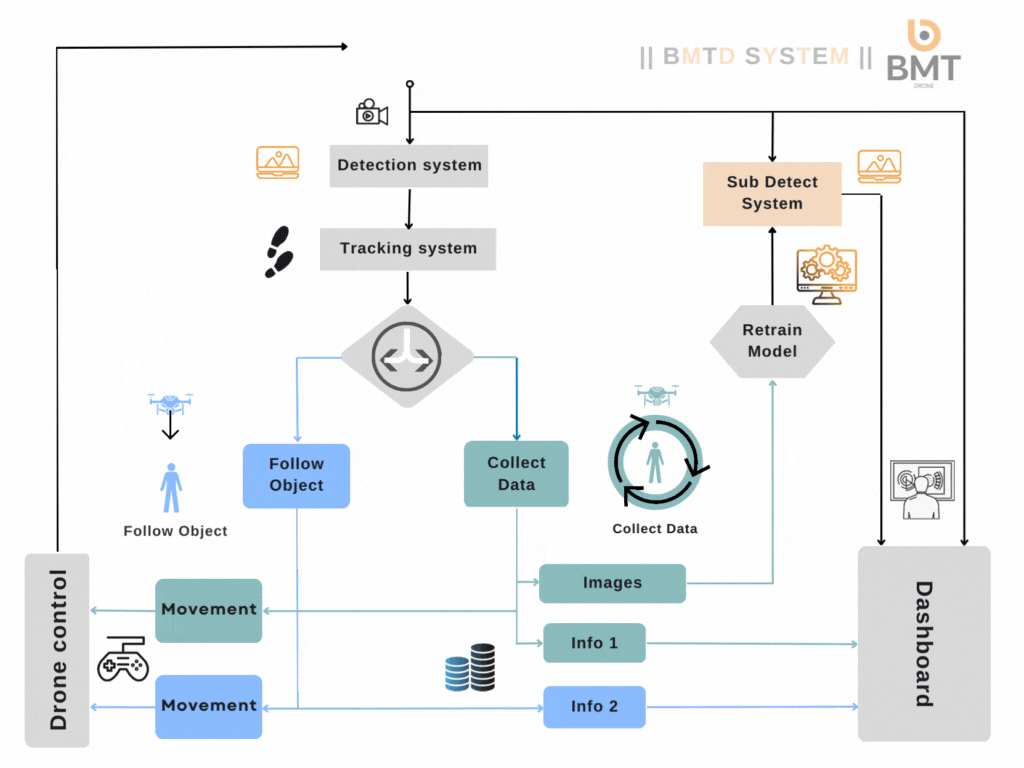 || BMTD SYSTEM ||
BMT
DRONE
Detection system
Sub Detect
System
Tracking system
Retrain
Model
Follow
Object
Collect
Data
Follow Object
Collect Data
Drone control
Movement
Images
Dashboard
Info 1
Movement
Info 2